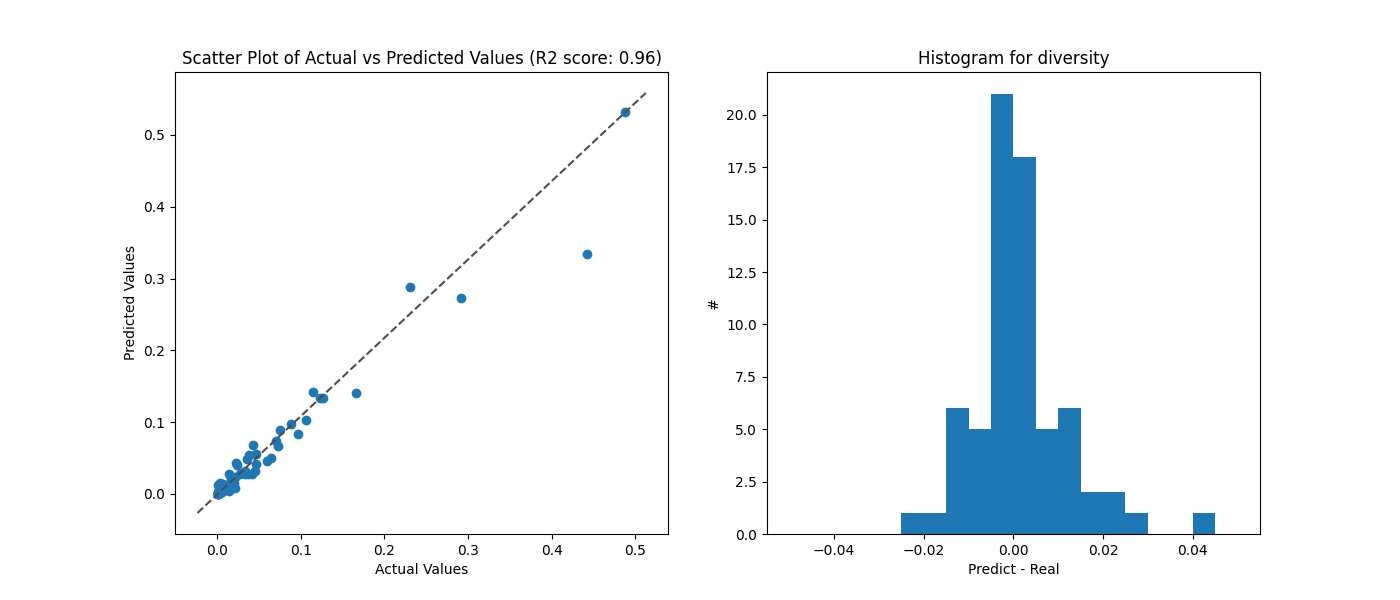 Scatter Plot of Actual vs Predicted Values (R2 score: 0.96)
Predicted Values
0.5
0.4
0.3
0.2
0.1
0.0
0.0 0.1 0.2 0.3 0.4 0.5
Actual Values
Histogram for diversity
#
20.0
17.5
15.0
12.5
10.0
7.5
5.0
2.5
0.0
−0.04 −0.02 0.00 0.02 0.04
Predict - Real